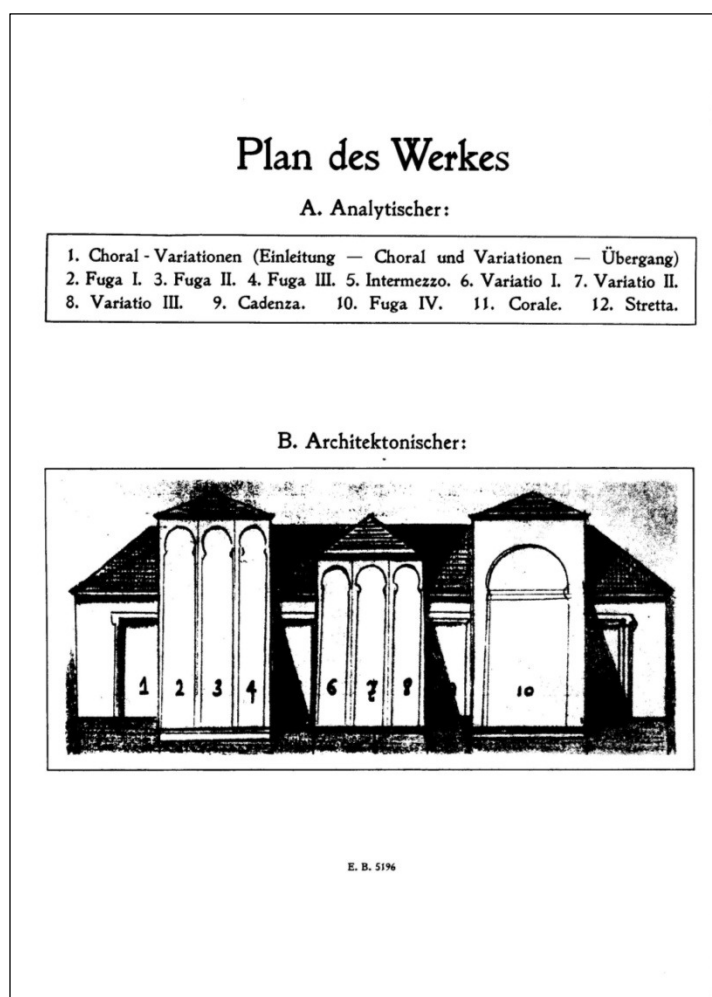 Plan des Werkes
A. Analytischer:
1. Choral - Variationen (Einleitung — Choral und Variationen — Übergang)
2. Fuga I. 3. Fuga II. 4. Fuga III. 5. Intermezzo. 6. Variatio I. 7. Variatio II.
8. Variatio III. 9. Cadenza. 10. Fuga IV. 11. Corale. 12. Stretta.
B. Architektonischer:
1 2 3 4 6 7 8 10
E. B. 5196